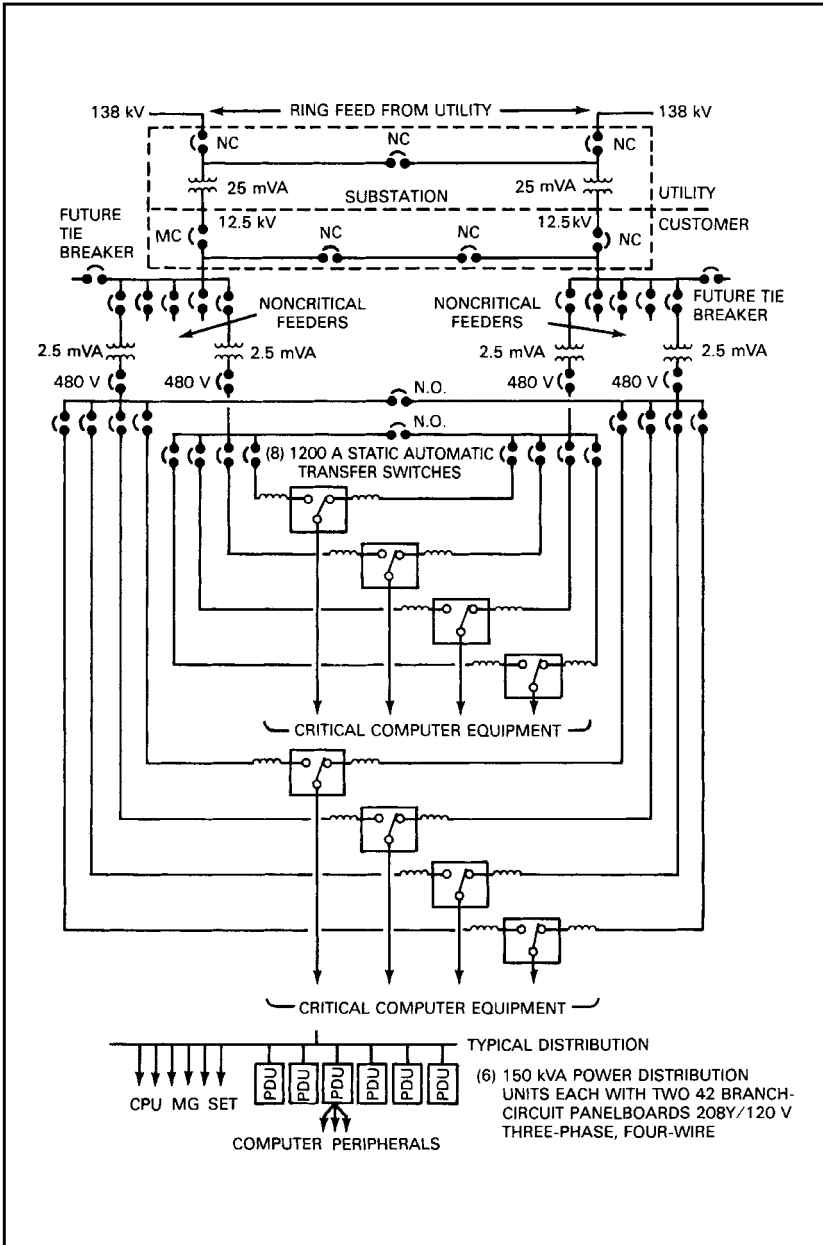 138 kV
RING FEED FROM UTILITY
138 kV
NC
NC
NC
25 mVA
SUBSTATION
25 mVA
UTILITY
12.5 kV
12.5kV
CUSTOMER
FUTURE
TIE
BREAKER
MC
NC
NC
NC
NONCRITICAL
FEEDERS
NONCRITICAL
FEEDERS
FUTURE TIE
BREAKER
2.5 mVA
2.5 mVA
2.5 mVA
2.5 mVA
480 V
480 V
480 V
480 V
N.O.
N.O.
(8) 1200 A STATIC AUTOMATIC
TRANSFER SWITCHES
CRITICAL COMPUTER EQUIPMENT
CRITICAL COMPUTER EQUIPMENT
TYPICAL DISTRIBUTION
PDU
PDU
PDU
PDU
PDU
PDU
CPU MG SET
(6) 150 kVA POWER DISTRIBUTION
UNITS EACH WITH TWO 42 BRANCH-
CIRCUIT PANELBOARDS 208Y/120 V
THREE-PHASE, FOUR-WIRE
COMPUTER PERIPHERALS